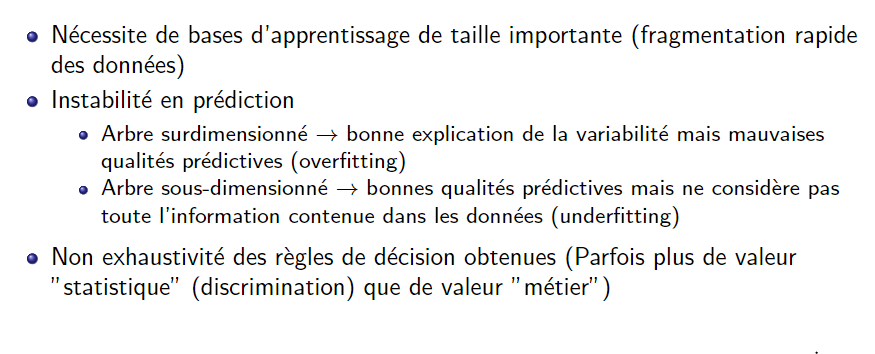 Nécessite de bases d'apprentissage de taille importante (fragmentation rapide
des données)
Instabilité en prédiction
Arbre surdimensionné → bonne explication de la variabilité mais mauvaises
qualités prédictives (overfitting)
Arbre sous-dimensionné → bonnes qualités prédictives mais ne considère pas
toute l'information contenue dans les données (underfitting)
Non exhaustivité des règles de décision obtenues (Parfois plus de valeur
"statistique" (discrimination) que de valeur "métier")
.